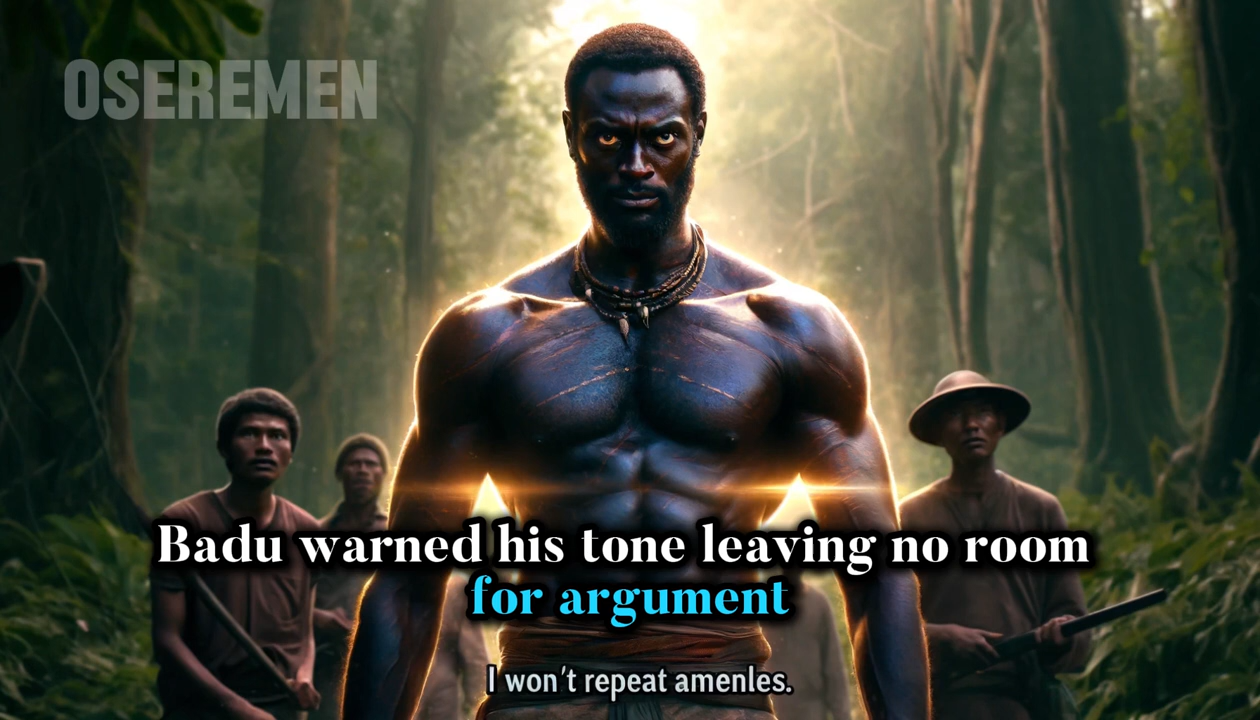 OSEREMEN
Badu warned his tone leaving no room
for argument
I won't repeat amenles.